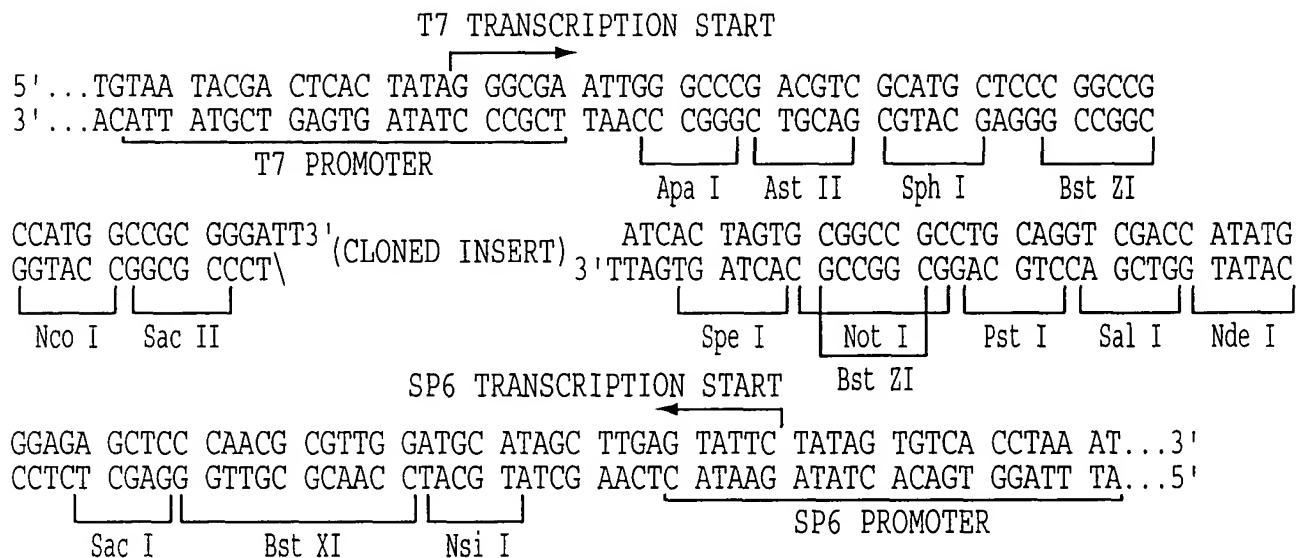 T7 TRANSCRIPTION START
5'...TGTAA TACGA CTCAC TATAG GGCGA ATTGG GCCCG ACGTC GCATG CTCCC GGCCG
3'...ACATT ATGCT GAGTG ATATC CCGCT TAACC CGGGC TGCAG CGTAC GAGGG CCGGC
T7 PROMOTER
Apa I Ast II Sph I Bst ZI
CCATG GCCGC GGGATT3' (CLONED INSERT) ATCAC TAGTG CGGCC GCCTG CAGGT CGACC ATATG
GGTAC CGGCG CCCT\ 3'TTAGTG ATCAC GCCGG CGGAC GTCCA GCTGG TATAC
Nco I Sac II Spe I Not I Pst I Sal I Nde I
Bst ZI
SP6 TRANSCRIPTION START
GGAGA GCTCC CAACG CGTTG GATGC ATAGC TTGAG TATTC TATAG TGTCA CCTAA AT...3'
CCTCT CGAGG GTTGC GCAAC CTACG TATCG AACTC ATAAG ATATC ACAGT GGATT TA...5'
SP6 PROMOTER
Sac I Bst XI Nsi I